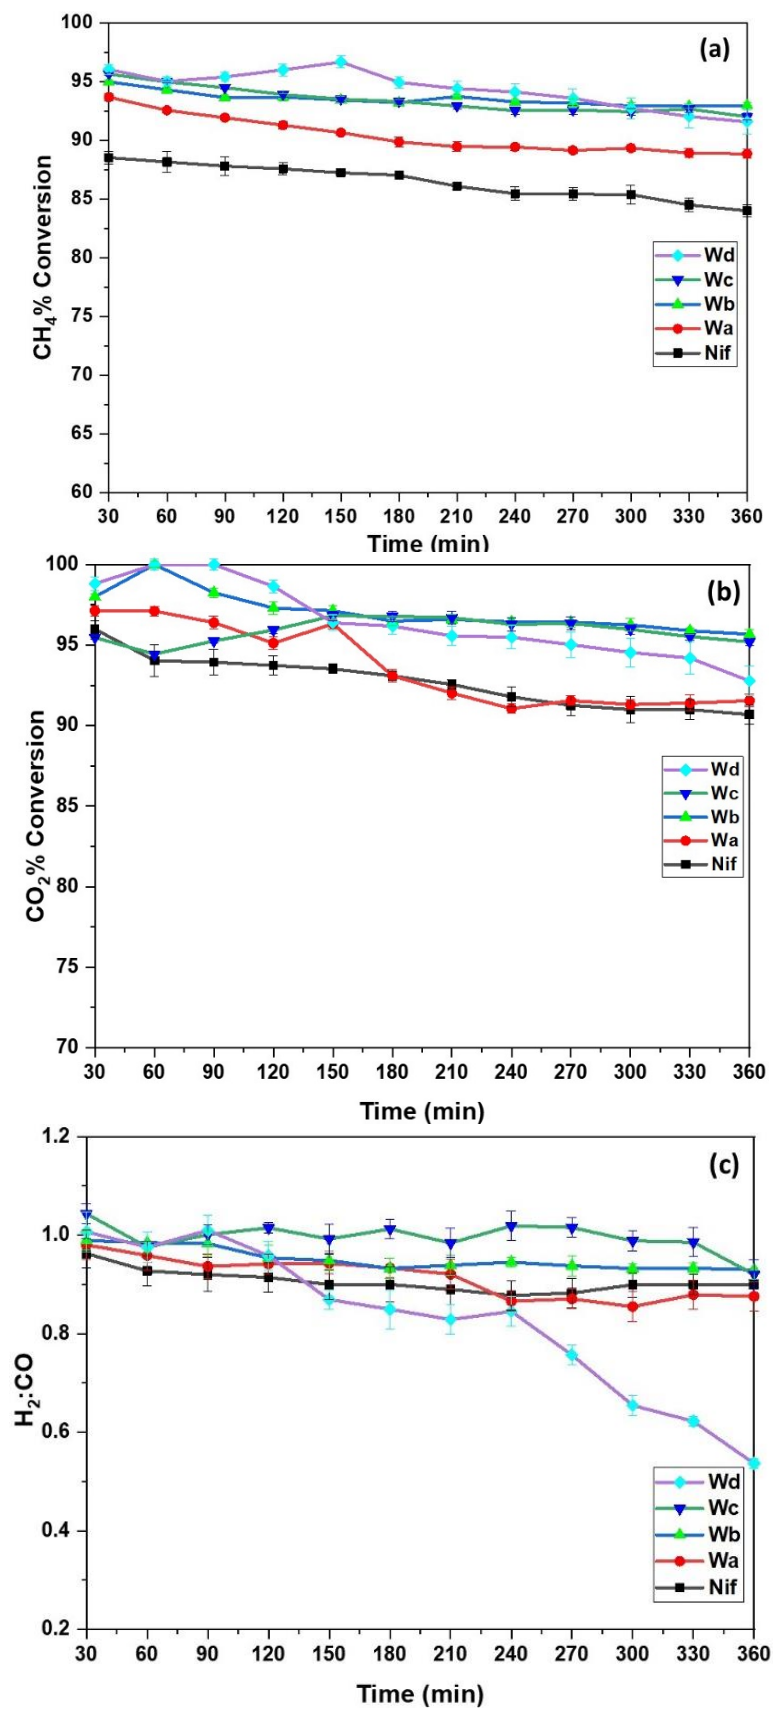 (a)
CH4% Conversion
100
95
90
85
80
75
70
65
60
Wd
Wc
Wb
Wa
Nif
30 60 90 120 150 180 210 240 270 300 330 360
Time (min)
(b)
CO2% Conversion
100
95
90
85
80
75
70
Wd
Wc
Wb
Wa
Nif
30 60 90 120 150 180 210 240 270 300 330 360
Time (min)
(c)
H2:CO
1.2
1.0
0.8
0.6
0.4
0.2
Wd
Wc
Wb
Wa
Nif
30 60 90 120 150 180 210 240 270 300 330 360
Time (min)